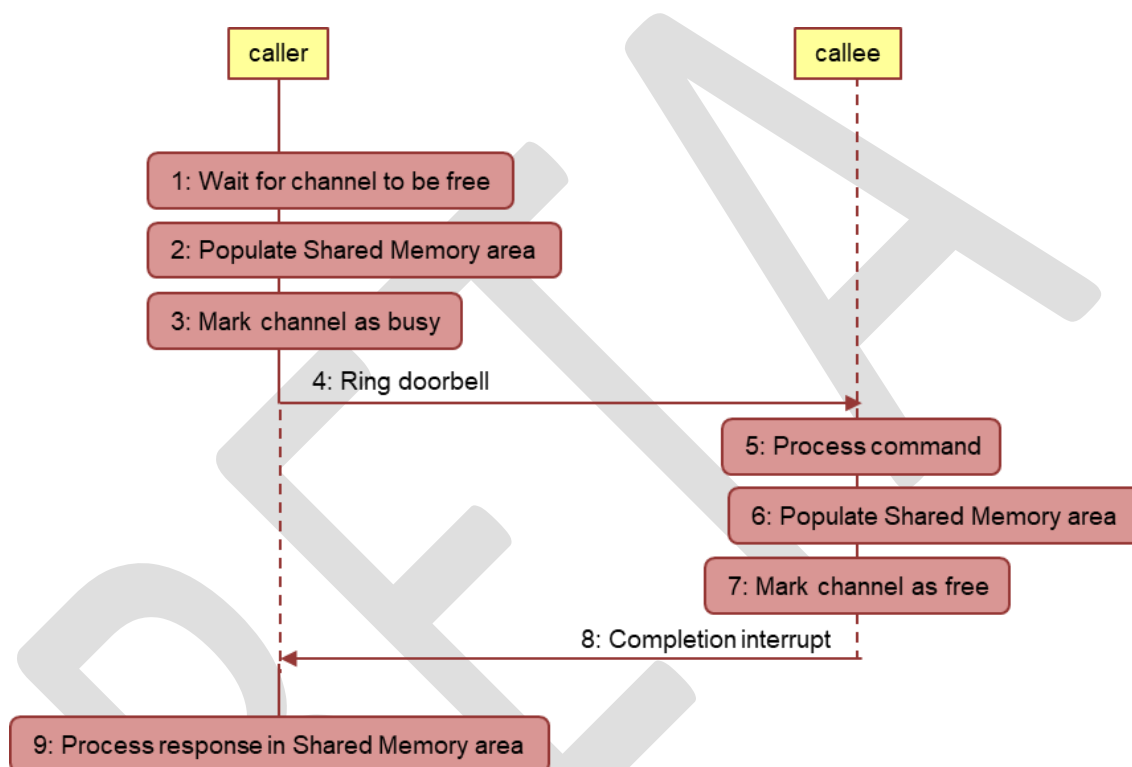 caller
callee
1: Wait for channel to be free
2: Populate Shared Memory area
3: Mark channel as busy
4: Ring doorbell
5: Process command
6: Populate Shared Memory area
7: Mark channel as free
8: Completion interrupt
9: Process response in Shared Memory area